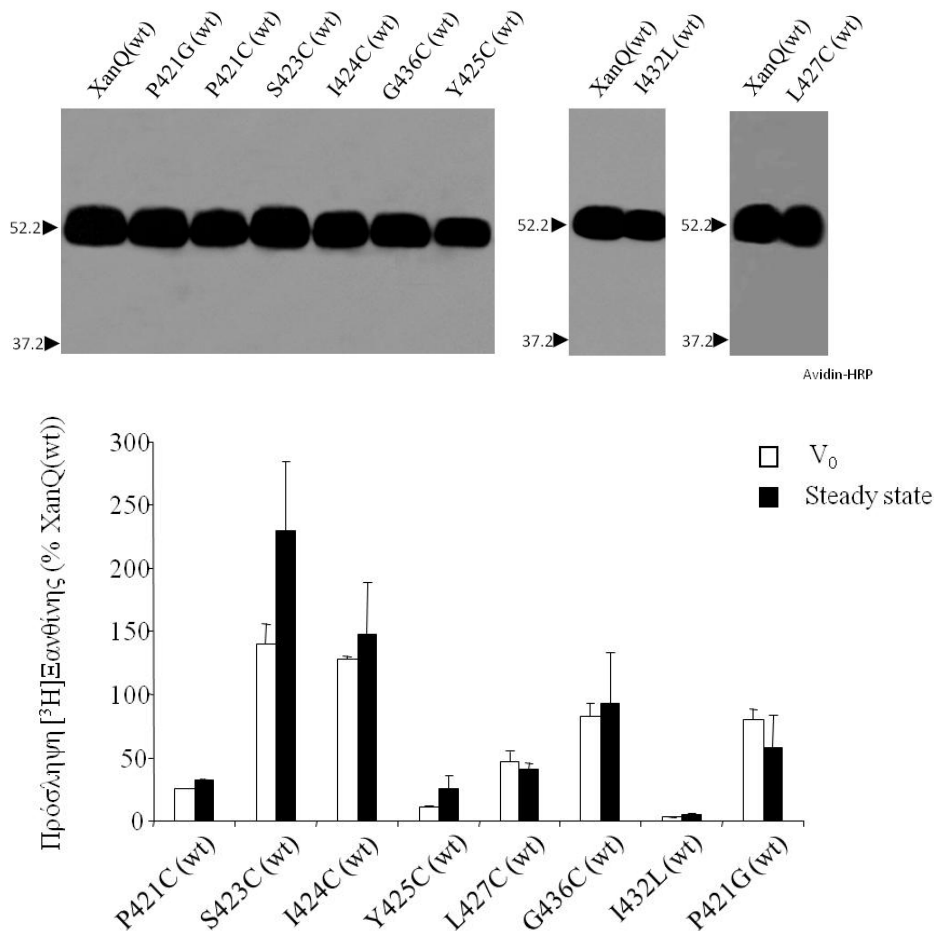 XanQ(wt)
P421G (wt)
P421C (wt)
S423C (wt)
I424C (wt)
G436C (wt)
Y425C (wt)
XanQ(wt)
I432L (wt)
XanQ(wt)
L427C (wt)
52.2
37.2
52.2
37.2
52.2
37.2
Avidin-HRP
Πρόσληψη [³H]Ξανθίνης (% XanQ(wt))
300
250
200
150
100
50
0
V₀
Steady state
P421C (wt)
S423C (wt)
I424C (wt)
Y425C (wt)
L427C (wt)
G436C (wt)
I432L (wt)
P421G (wt)